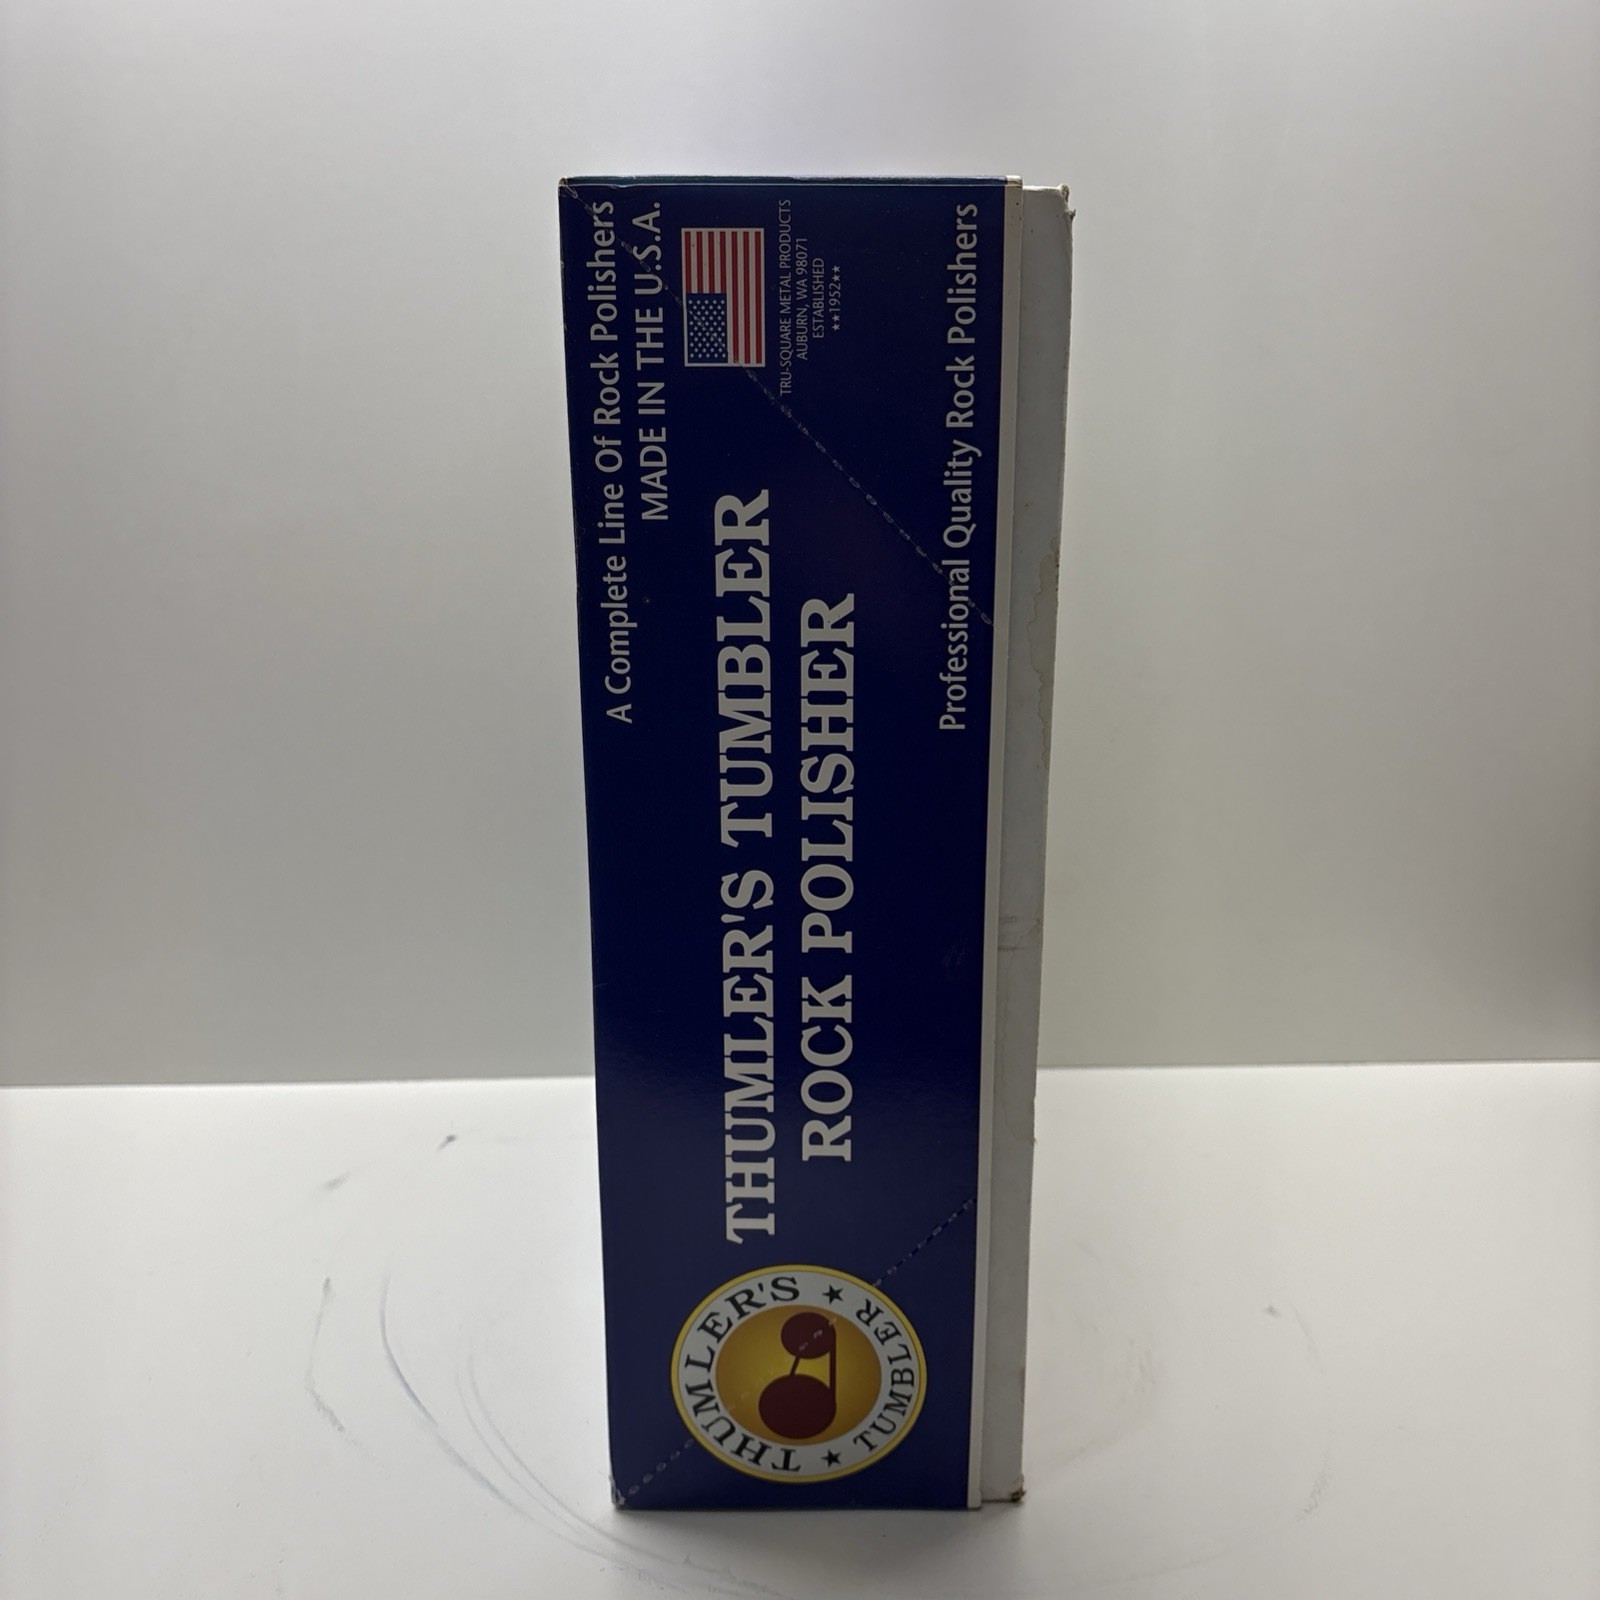 A Complete Line Of Rock Polishers
MADE IN THE U.S.A.
TRU-SQUARE METAL PRODUCTS
AUBURN, WA 98071
ESTABLISHED
★★1952★★
THUMLER'S TUMBLER
ROCK POLISHER
Professional Quality Rock Polishers
THUMLER'S
★ TUMBLER ★